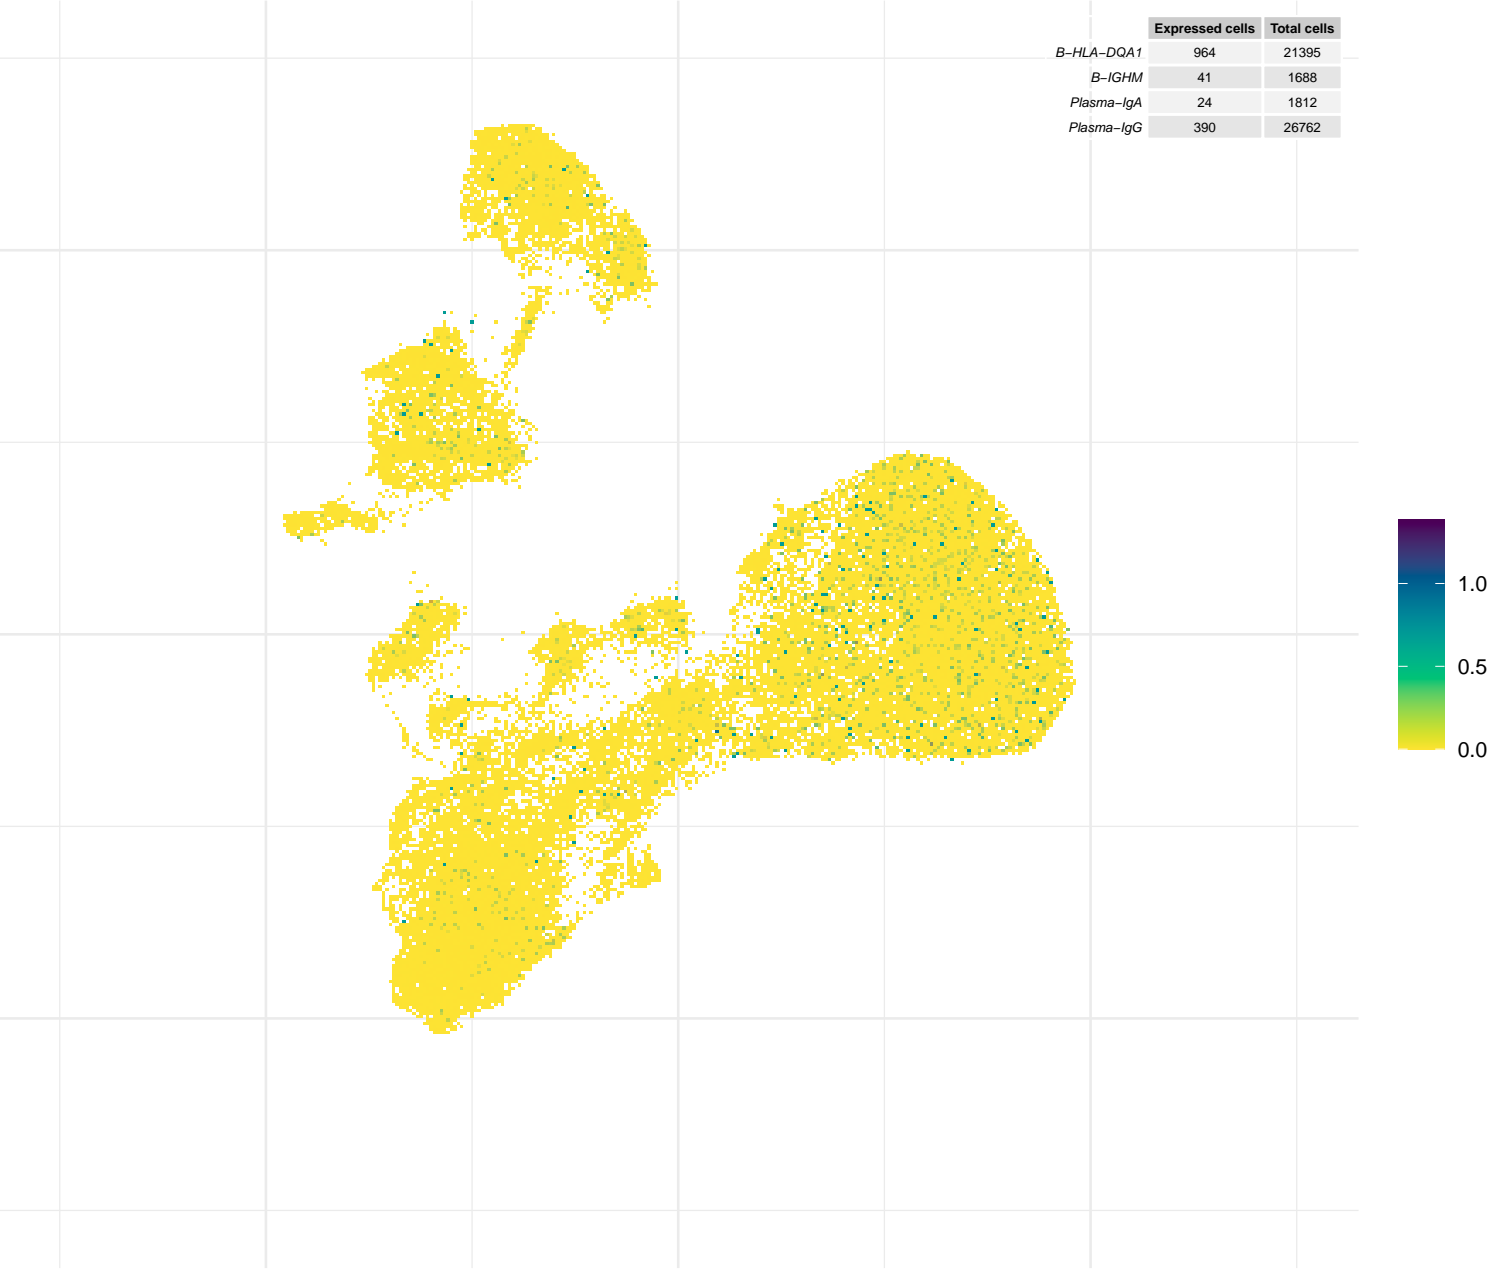 Expressed cells Total cells
B−HLA−DQA1 964 21395
B−IGHM 41 1688
Plasma−IgA 24 1812
Plasma−IgG 390 26762
1.0
0.5
0.0